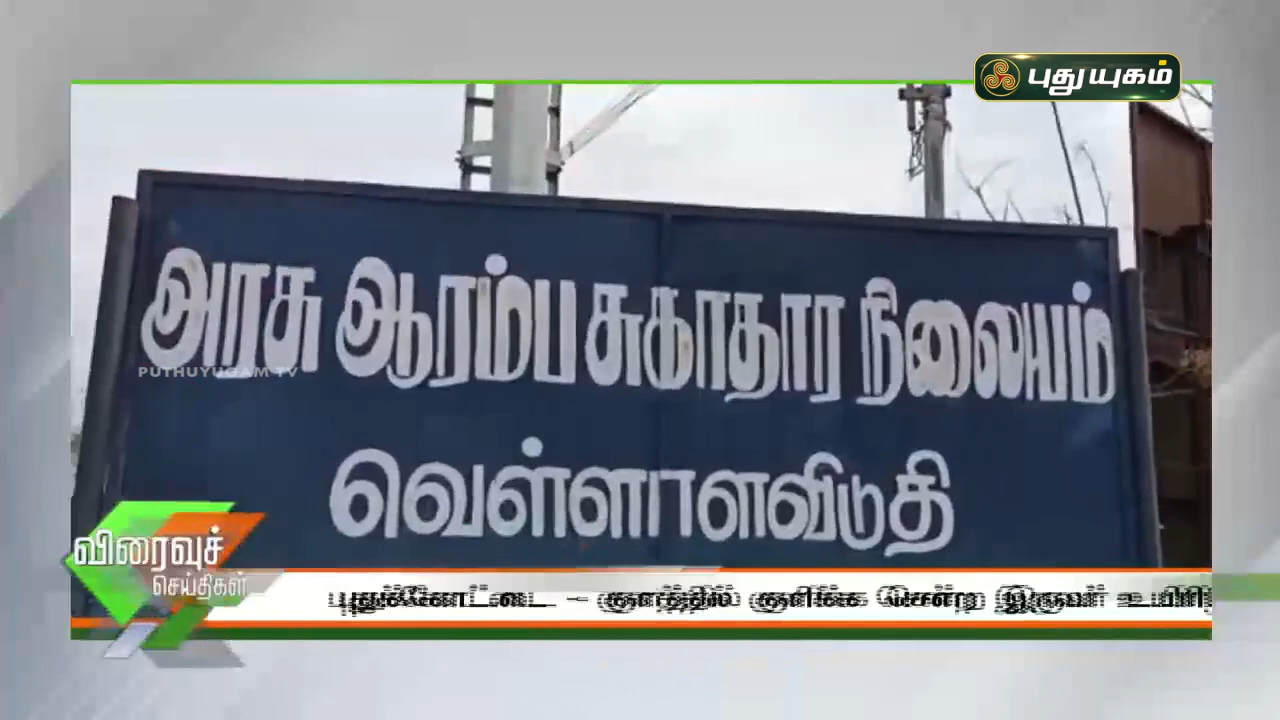 புதுயுகம்
அரசு ஆரம்ப சுகாதார நிலையம்
PUTHUYUGAM TV
வெள்ளாளவிடுதி
விரைவுச்
செய்திகள்
புதுக்கோட்டை – குளத்தில் குளிக்க சென்ற இருவர்